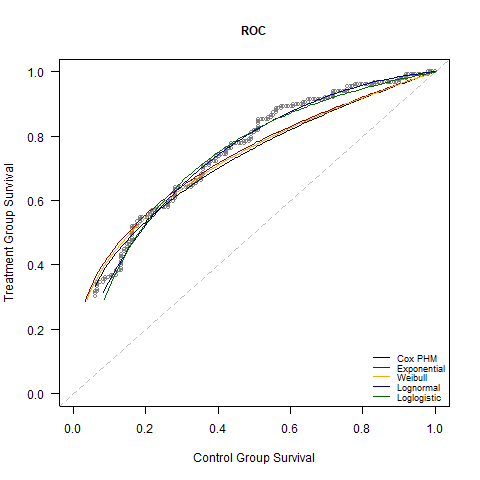 ROC
Treatment Group Survival
1.0
0.8
0.6
0.4
0.2
0.0
Cox PHM
Exponential
Weibull
Lognormal
Loglogistic
0.0 0.2 0.4 0.6 0.8 1.0
Control Group Survival